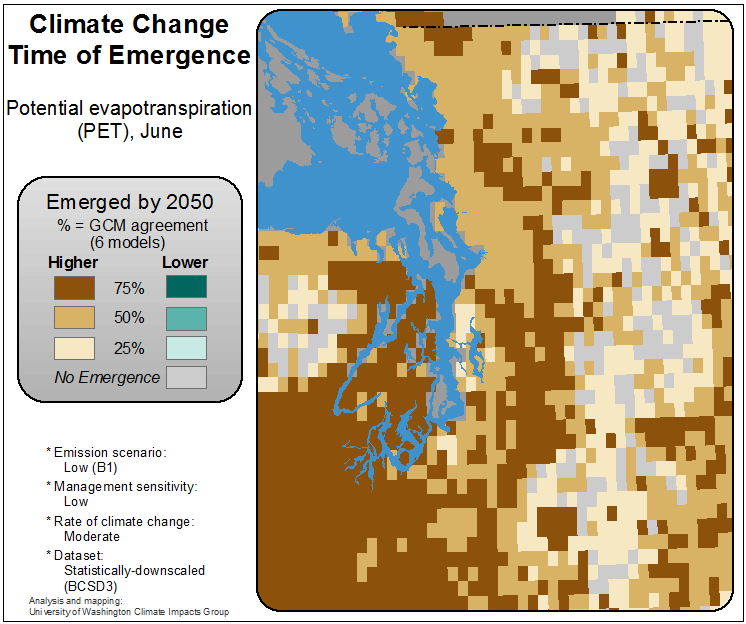 Climate Change
Time of Emergence
Potential evapotranspiration
(PET), June
Emerged by 2050
% = GCM agreement
(6 models)
Higher Lower
75%
50%
25%
No Emergence
* Emission scenario:
Low (B1)
* Management sensitivity:
Low
* Rate of climate change:
Moderate
* Dataset:
Statistically-downscaled
(BCSD3)
Analysis and mapping:
University of Washington Climate Impacts Group